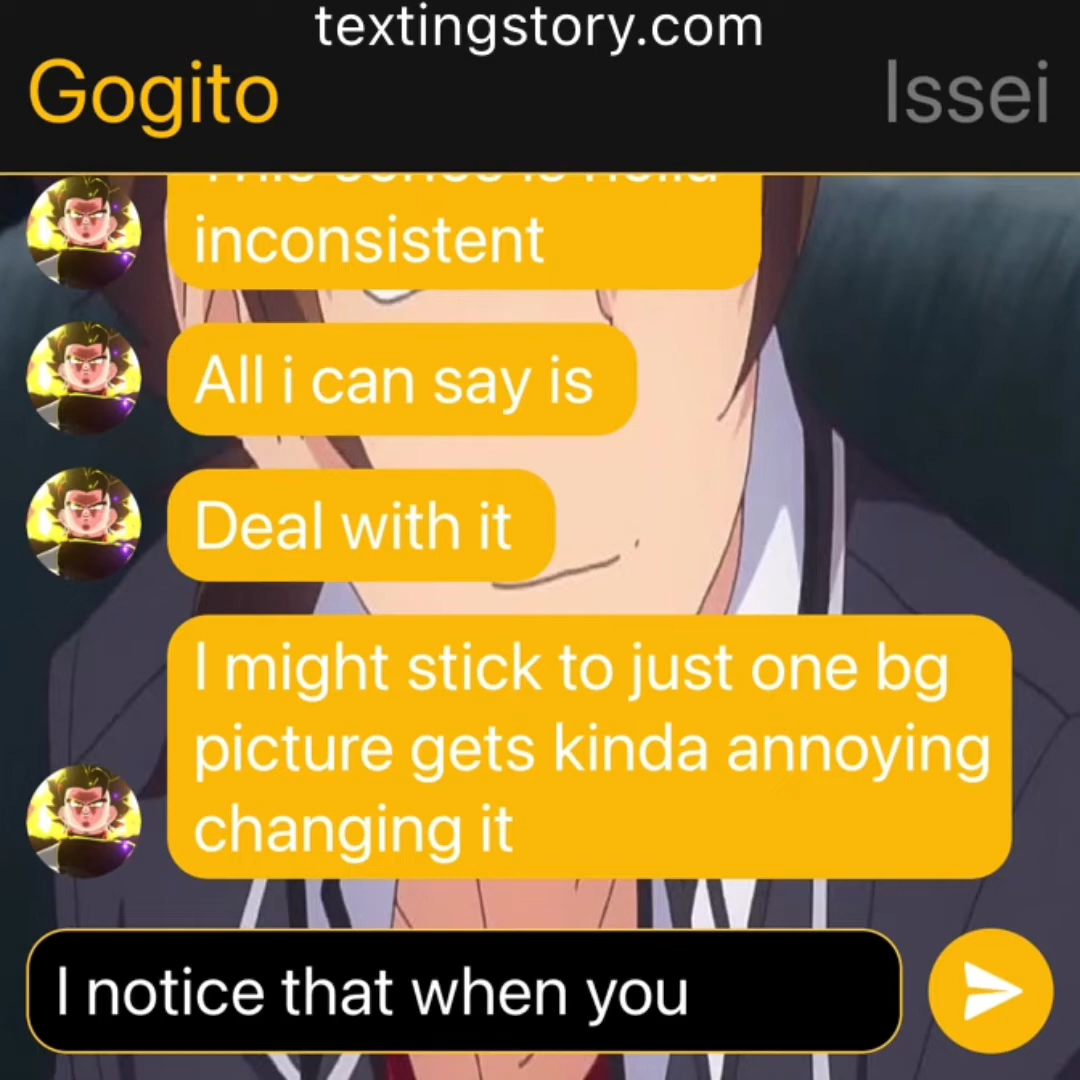 textingstory.com
Gogito
Issei
inconsistent
All i can say is
Deal with it
I might stick to just one bg
picture gets kinda annoying
changing it
I notice that when you